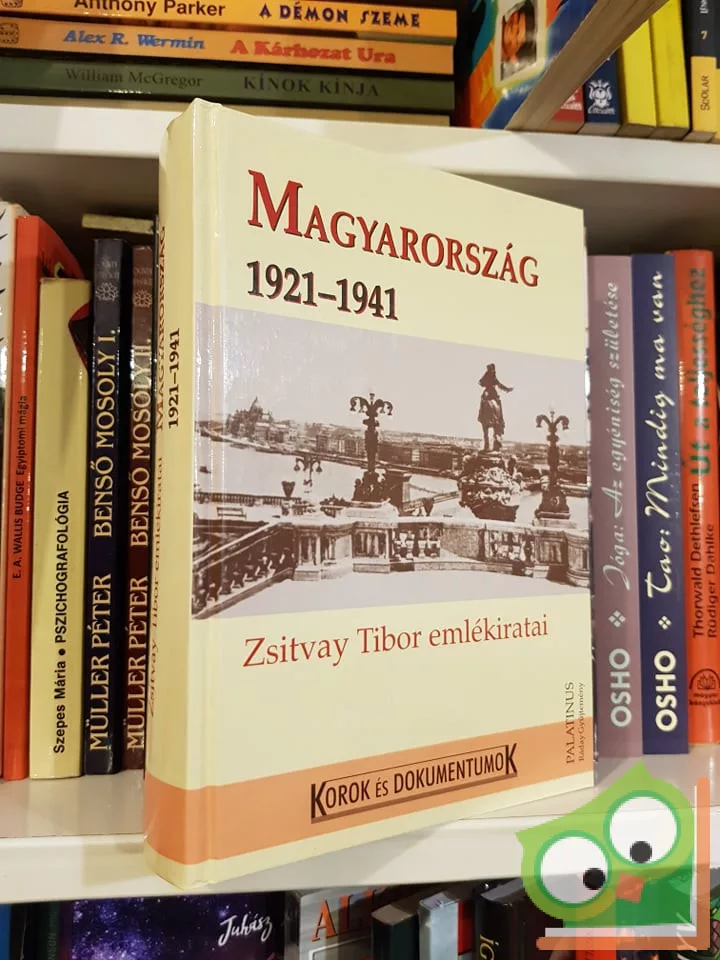 Anthony Parker A DÉMON SZEME
Alex R. Wermin A Kárhozat Ura
William McGregor KÍNOK KÍNJA
7
SCOLAR
MAGYARORSZÁG
1921–1941
Zsitvay Tibor emlékiratai
PALATINUS
Ráday Gyűjtemény
KOROK ÉS DOKUMENTUMOK
Zsitvay Tibor emlékiratai MAGYARORSZÁG
1921–1941
E. A. WALLIS BUDGE Egyiptomi mágia
Szepes Mária • PSZICHOGRAFOLÓGIA
MÜLLER PÉTER BENSŐ MOSOLY I.
MÜLLER PÉTER BENSŐ MOSOLY II.
OSHO Jóga: Az egyéniség születése
OSHO Tao: Mindig ma van
Thorwald Dethlefsen
Rüdiger Dahlke
Út a teljességhez
Juhász